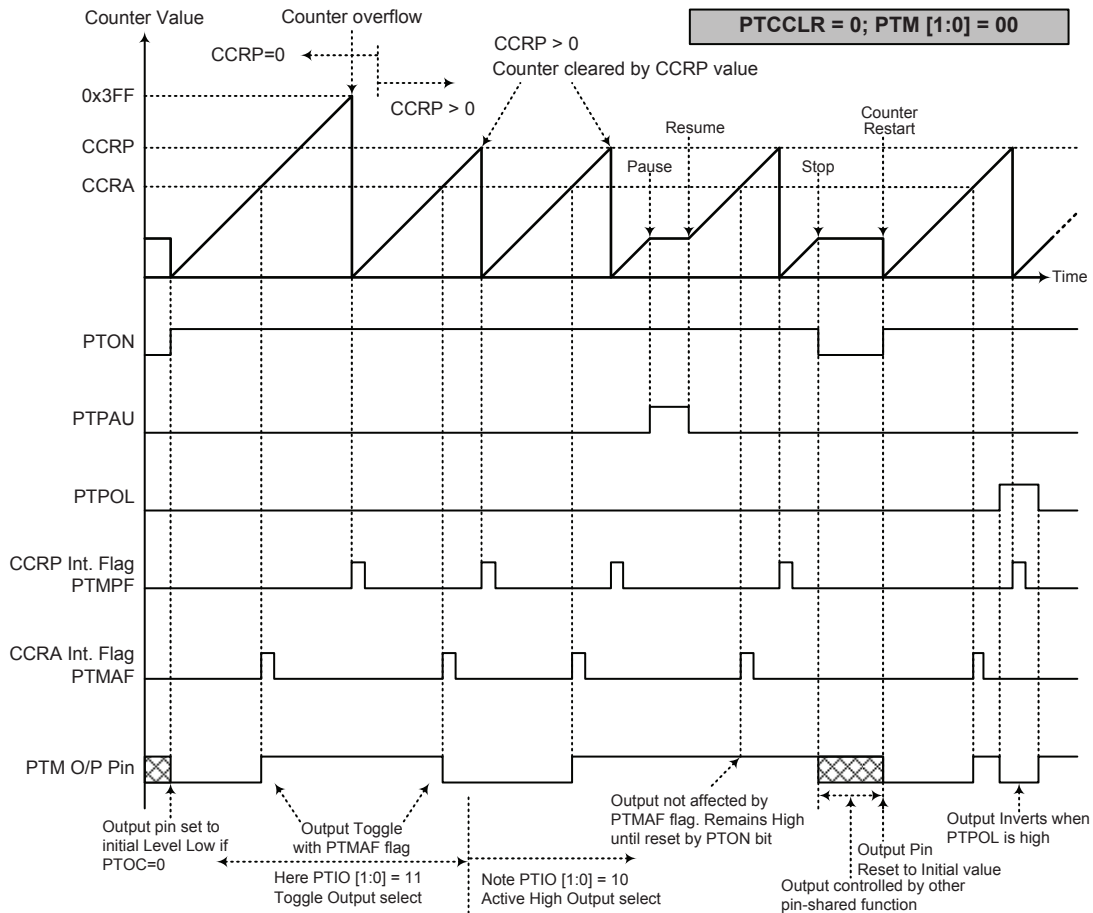 Counter Value
Counter overflow
PTCCLR = 0; PTM [1:0] = 00
CCRP=0
CCRP > 0
CCRP > 0
Counter cleared by CCRP value
0x3FF
CCRP
CCRA
Pause
Resume
Stop
Counter
Restart
Time
PTON
PTPAU
PTPOL
CCRP Int. Flag
PTMPF
CCRA Int. Flag
PTMAF
PTM O/P Pin
Output pin set to
initial Level Low if
PTOC=0
Output Toggle
with PTMAF flag
Here PTIO [1:0] = 11
Toggle Output select
Note PTIO [1:0] = 10
Active High Output select
Output not affected by
PTMAF flag. Remains High
until reset by PTON bit
Output Pin
Reset to Initial value
Output controlled by other
pin-shared function
Output Inverts when
PTPOL is high